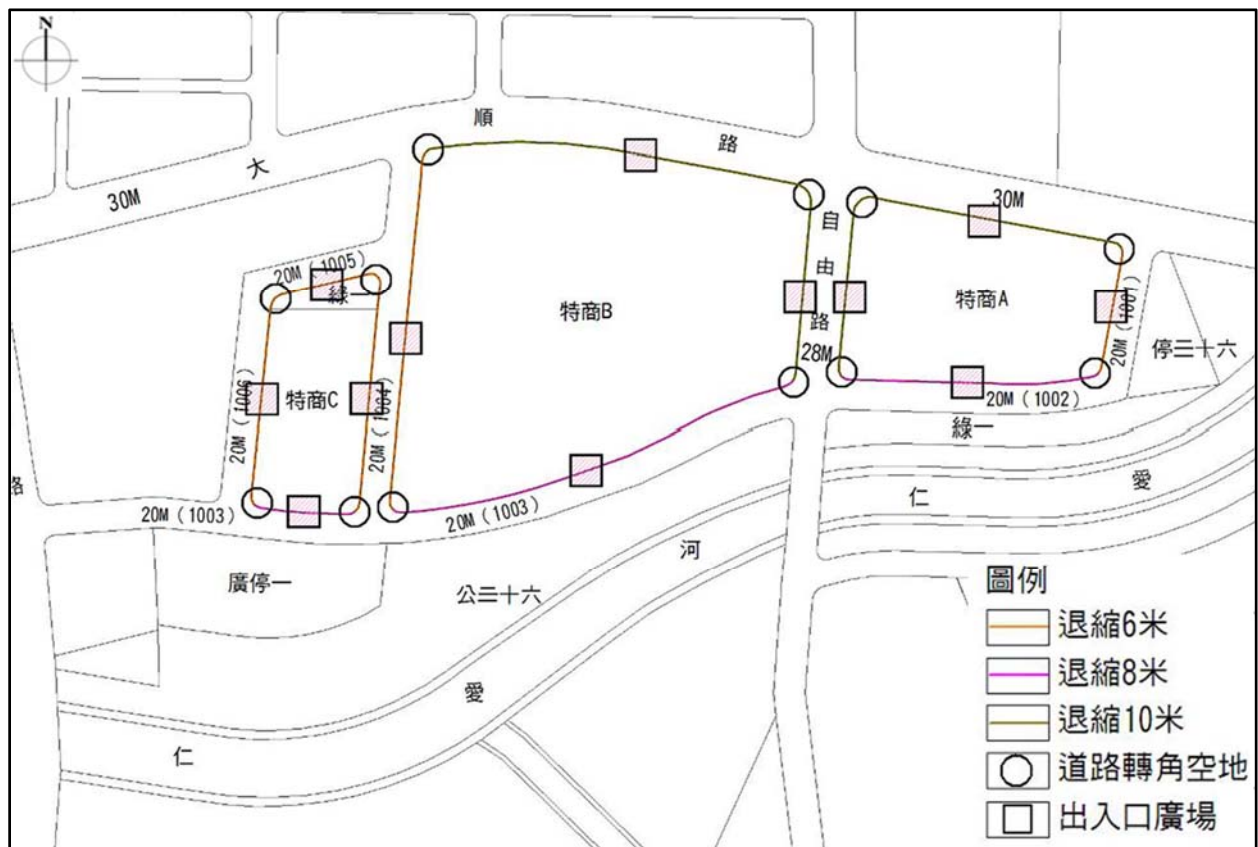 N
順
路
大
30M
30M
自
由
路
28M
20M（1005）
綠一
特商B
特商A
20M（1001）
停三十六
特商C
20M（1006）
20M（1004）
20M（1002）
綠一
路
20M（1003）
20M（1003）
愛
仁
河
廣停一
公三十六
愛
仁
圖例
退縮6米
退縮8米
退縮10米
道路轉角空地
出入口廣場